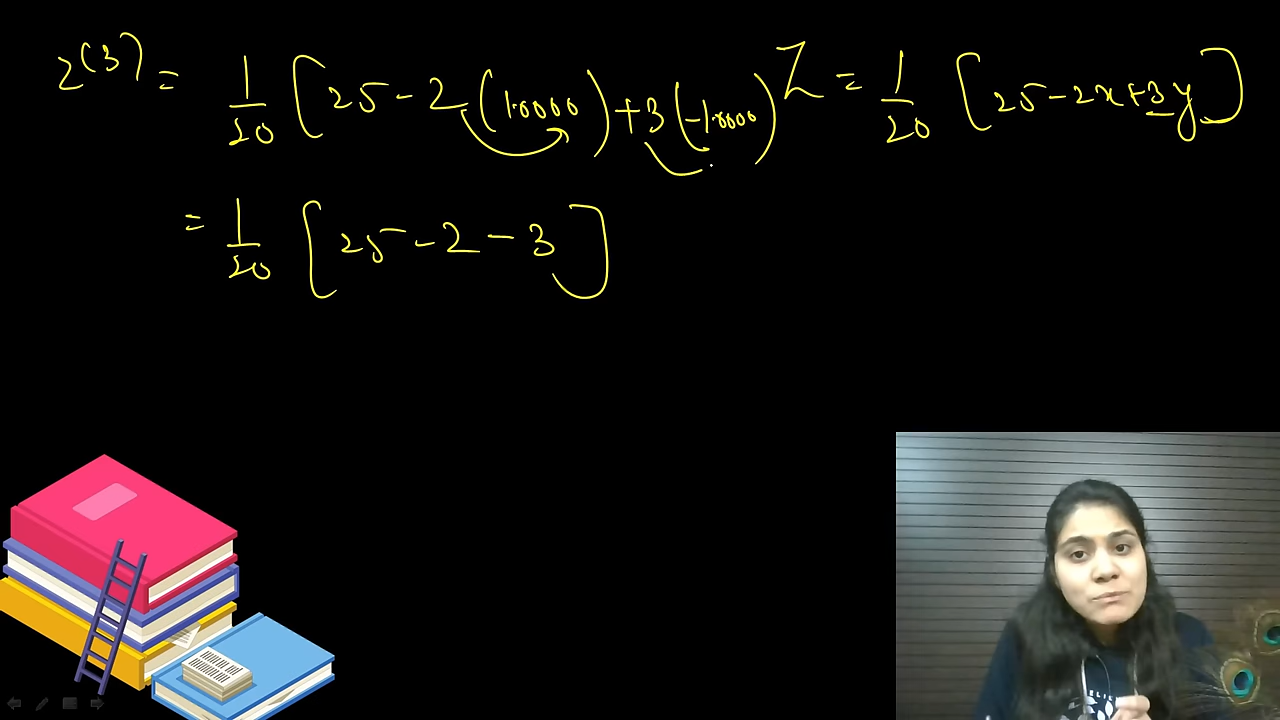 z^(3) = 1/20 [25 - 2 (1.0000) + 3 (-1.0000)
Z = 1/20 [25 - 2x + 3y]
= 1/20 [25 - 2 - 3]